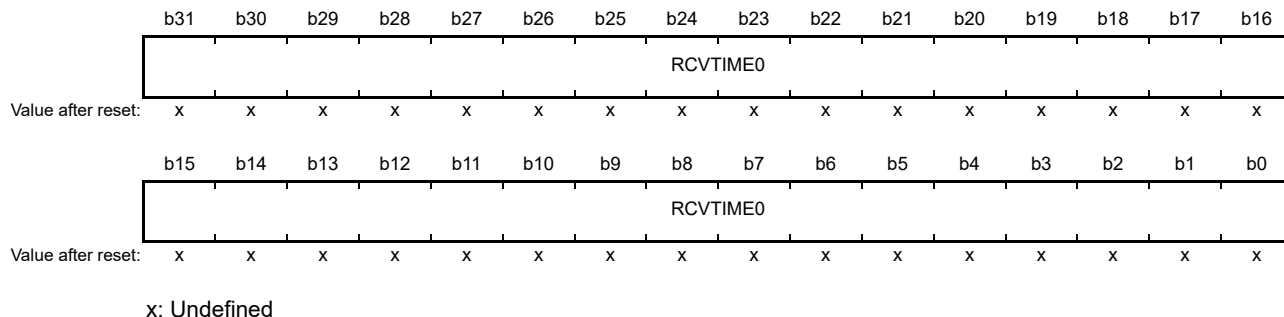 b31 b30 b29 b28 b27 b26 b25 b24 b23 b22 b21 b20 b19 b18 b17 b16
RCVTIME0
Value after reset: x x x x x x x x x x x x x x x x
b15 b14 b13 b12 b11 b10 b9 b8 b7 b6 b5 b4 b3 b2 b1 b0
RCVTIME0
Value after reset: x x x x x x x x x x x x x x x x
x: Undefined